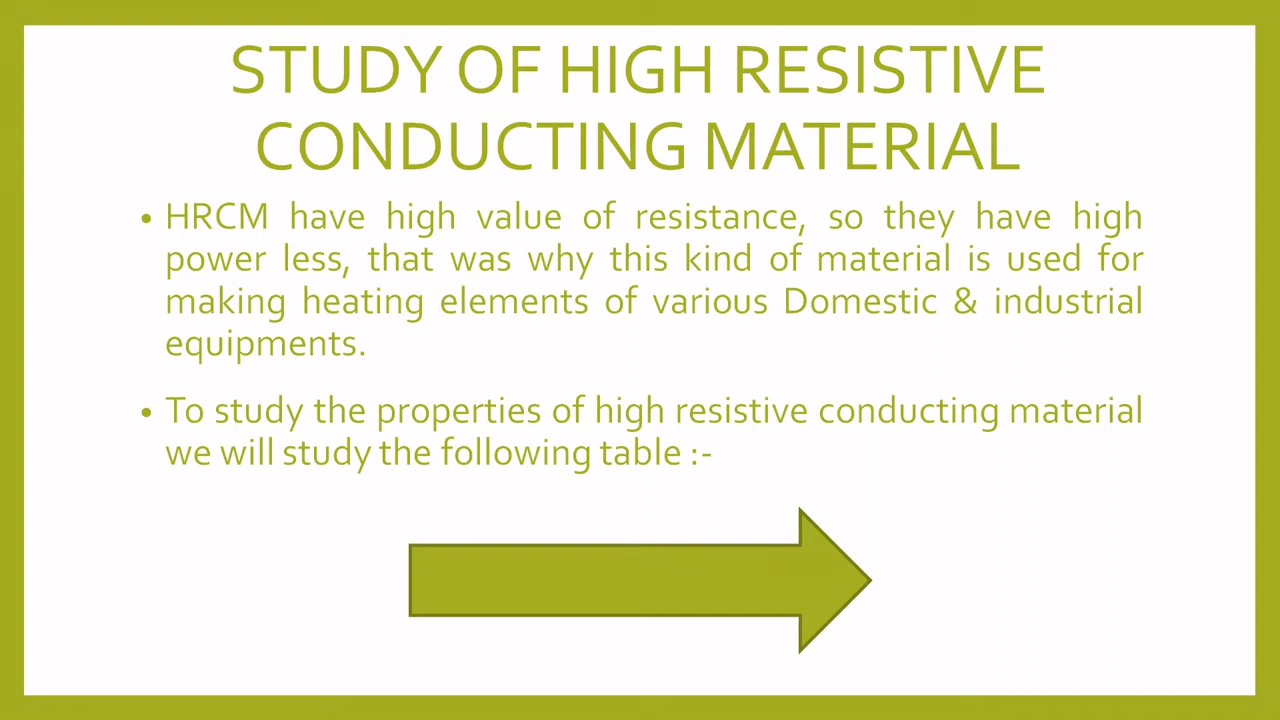 STUDY OF HIGH RESISTIVE
CONDUCTING MATERIAL
• HRCM have high value of resistance, so they have high
power less, that was why this kind of material is used for
making heating elements of various Domestic & industrial
equipments.
• To study the properties of high resistive conducting material
we will study the following table :-